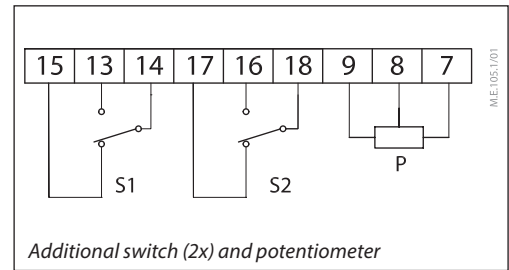 15 13 14 17 16 18 9 8 7
S1 S2 P
Additional switch (2x) and potentiometer
M.E.105.1/01